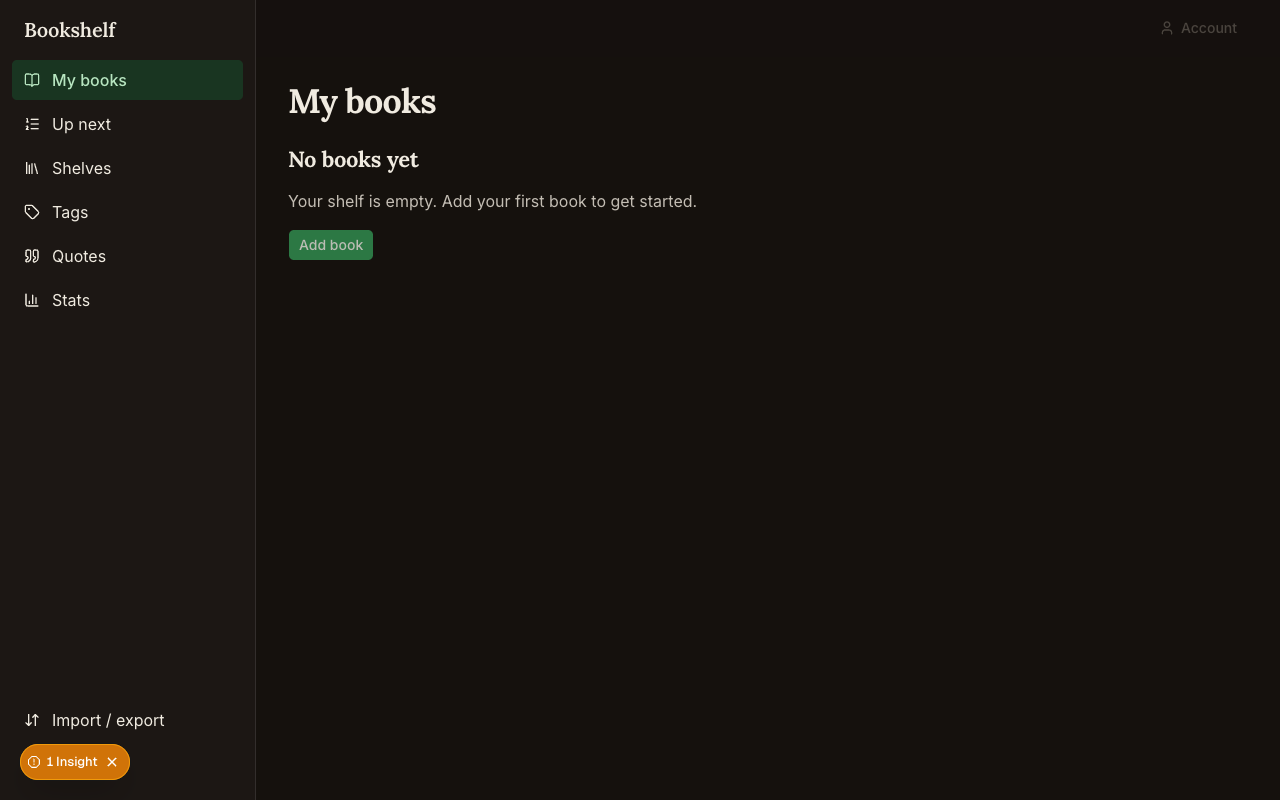 Bookshelf
My books
Up next
Shelves
Tags
Quotes
Stats
Import / export
1 Insight
Account
My books
No books yet
Your shelf is empty. Add your first book to get started.
Add book